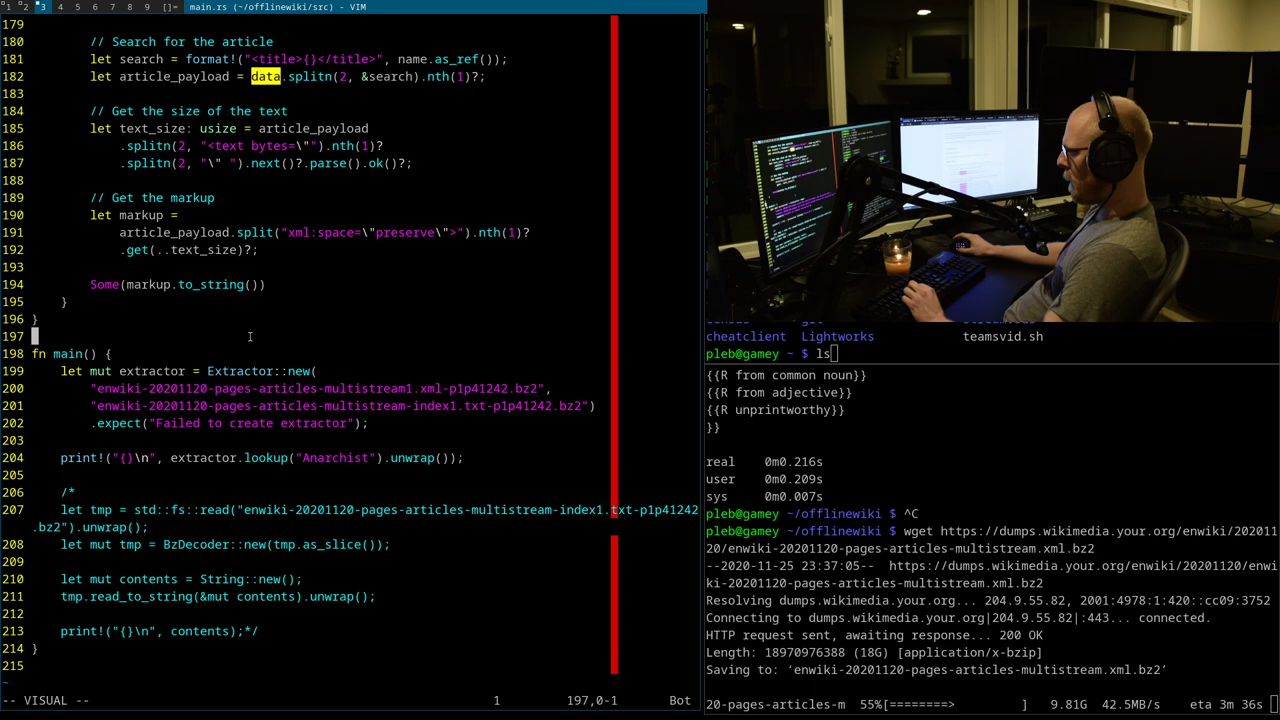 1 2 3 4 5 6 7 8 9 []= main.rs (~/offlinewiki/src) - VIM
179
180 // Search for the article
181 let search = format!("<title>{}</title>", name.as_ref());
182 let article_payload = data.splitn(2, &search).nth(1)?;
183
184 // Get the size of the text
185 let text_size: usize = article_payload
186 .splitn(2, "<text bytes=\"").nth(1)?
187 .splitn(2, "\" ").next()?.parse().ok()?;
188
189 // Get the markup
190 let markup =
191 article_payload.split("xml:space=\"preserve\">").nth(1)?
192 .get(..text_size)?;
193
194 Some(markup.to_string())
195 }
196 }
197
198 fn main() {
199 let mut extractor = Extractor::new(
200 "enwiki-20201120-pages-articles-multistream1.xml-p1p41242.bz2",
201 "enwiki-20201120-pages-articles-multistream-index1.txt-p1p41242.bz2")
202 .expect("Failed to create extractor");
203
204 print!("{}\n", extractor.lookup("Anarchist").unwrap());
205
206 /*
207 let tmp = std::fs::read("enwiki-20201120-pages-articles-multistream-index1.txt-p1p41242
.bz2").unwrap();
208 let mut tmp = BzDecoder::new(tmp.as_slice());
209
210 let mut contents = String::new();
211 tmp.read_to_string(&mut contents).unwrap();
212
213 print!("{}\n", contents);*/
214 }
215
~
-- VISUAL -- 1 197,0-1 Bot
cheatclient Lightworks teamsvid.sh
pleb@gamey ~ $ ls
{{R from common noun}}
{{R from adjective}}
{{R unprintworthy}}
}}
real 0m0.216s
user 0m0.209s
sys 0m0.007s
pleb@gamey ~/offlinewiki $ ^C
pleb@gamey ~/offlinewiki $ wget https://dumps.wikimedia.your.org/enwiki/202011
20/enwiki-20201120-pages-articles-multistream.xml.bz2
--2020-11-25 23:37:05-- https://dumps.wikimedia.your.org/enwiki/20201120/enwi
ki-20201120-pages-articles-multistream.xml.bz2
Resolving dumps.wikimedia.your.org... 204.9.55.82, 2001:4978:1:420::cc09:3752
Connecting to dumps.wikimedia.your.org|204.9.55.82|:443... connected.
HTTP request sent, awaiting response... 200 OK
Length: 18970976388 (18G) [application/x-bzip]
Saving to: ‘enwiki-20201120-pages-articles-multistream.xml.bz2’
20-pages-articles-m 55%[========> ] 9.81G 42.5MB/s eta 3m 36s